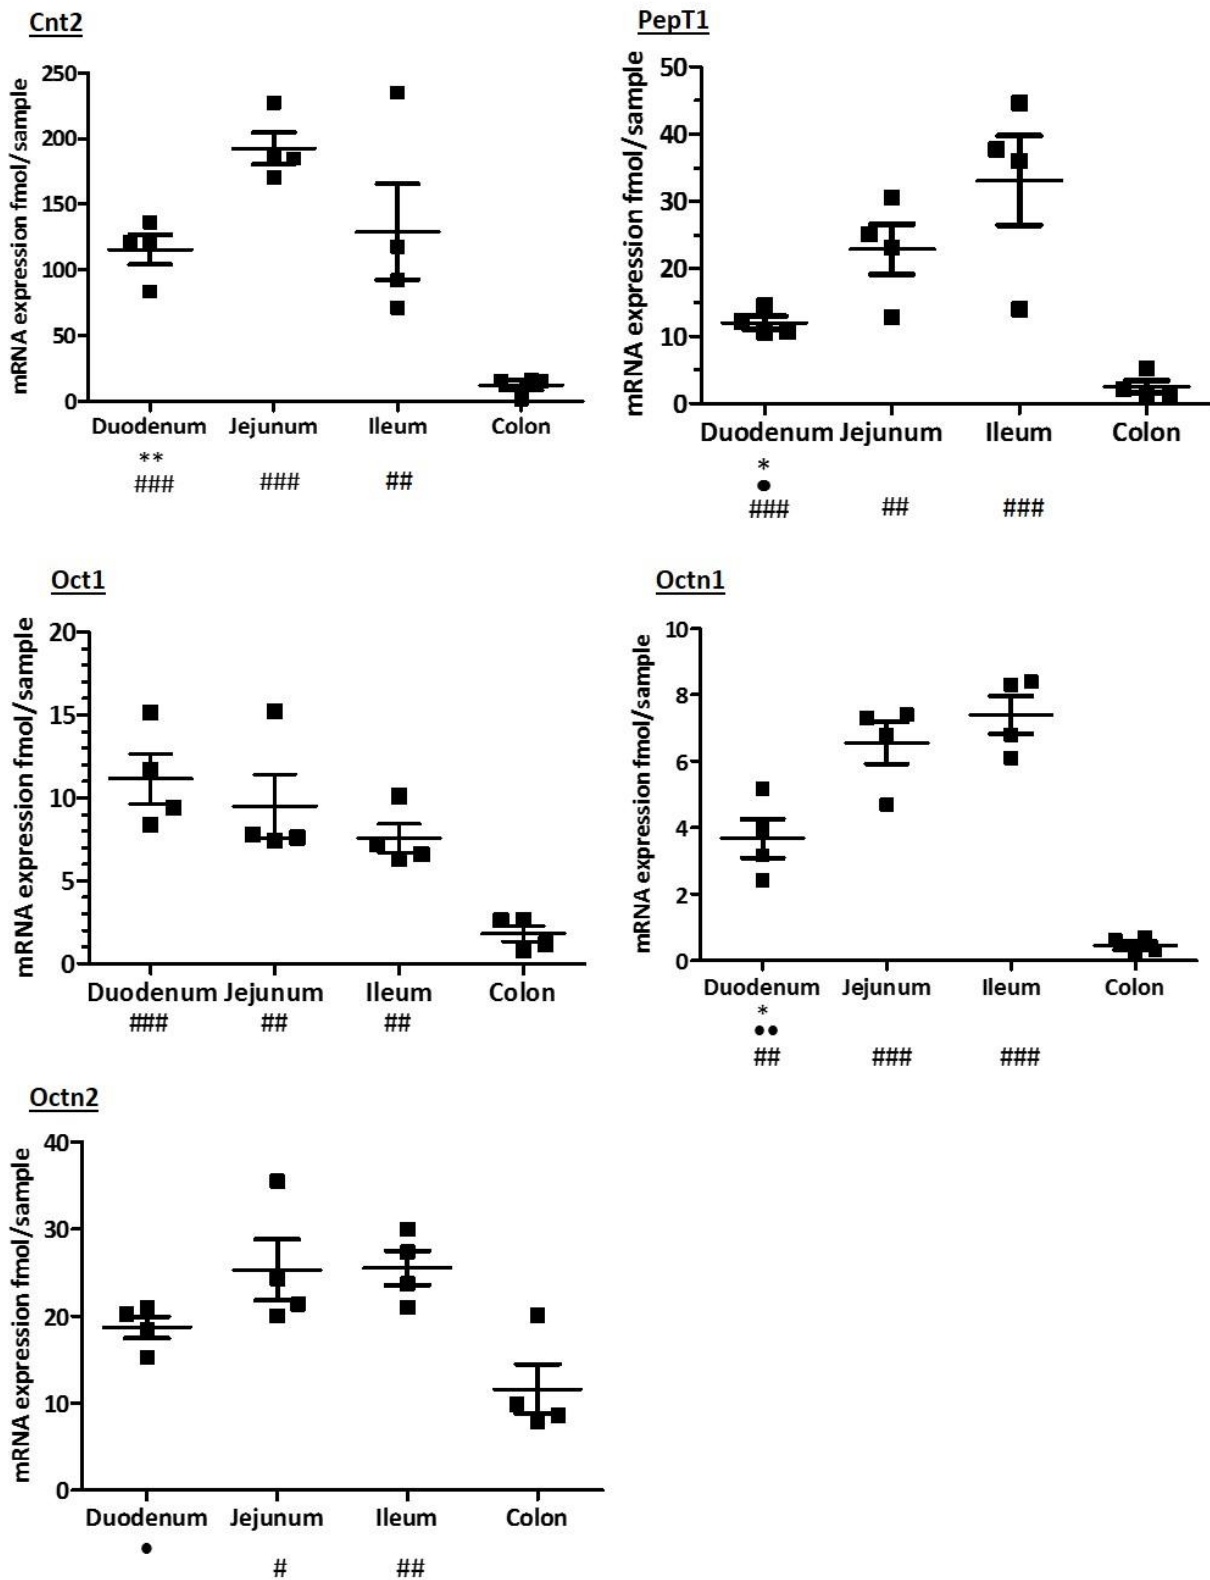 Cnt2
mRNA expression fmol/sample
250
200
150
100
50
0
Duodenum Jejunum Ileum Colon
** 
### ### ##
PepT1
mRNA expression fmol/sample
50
40
30
20
10
0
Duodenum Jejunum Ileum Colon
*
●
### ## ###
Oct1
mRNA expression fmol/sample
20
15
10
5
0
Duodenum Jejunum Ileum Colon
### ## ##
Octn1
mRNA expression fmol/sample
10
8
6
4
2
0
Duodenum Jejunum Ileum Colon
*
●●
## ### ###
Octn2
mRNA expression fmol/sample
40
30
20
10
0
Duodenum Jejunum Ileum Colon
●
# ##